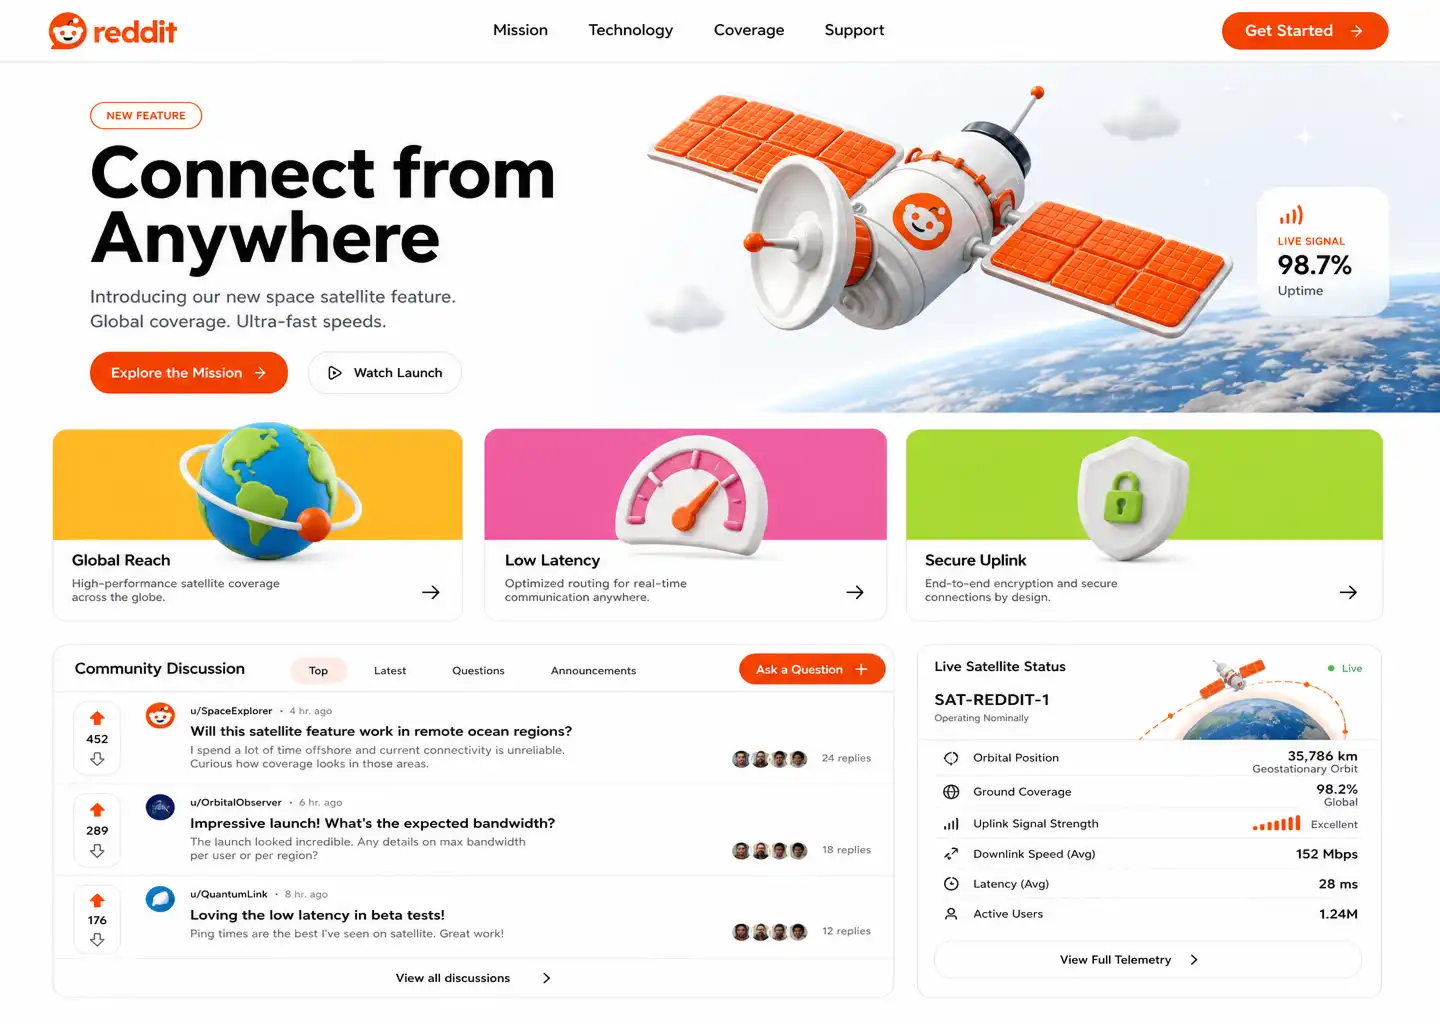 reddit
Mission
Technology
Coverage
Support
Get Started
NEW FEATURE
Connect from
Anywhere
Introducing our new space satellite feature.
Global coverage. Ultra-fast speeds.
Explore the Mission
Watch Launch
LIVE SIGNAL
98.7%
Uptime
Global Reach
High-performance satellite coverage
across the globe.
Low Latency
Optimized routing for real-time
communication anywhere.
Secure Uplink
End-to-end encryption and secure
connections by design.
Community Discussion
Top
Latest
Questions
Announcements
Ask a Question
452
u/SpaceExplorer • 4 hr. ago
Will this satellite feature work in remote ocean regions?
I spend a lot of time offshore and current connectivity is unreliable.
Curious how coverage looks in those areas.
24 replies
289
u/OrbitalObserver • 6 hr. ago
Impressive launch! What's the expected bandwidth?
The launch looked incredible. Any details on max bandwidth
per user or per region?
18 replies
176
u/QuantumLink • 8 hr. ago
Loving the low latency in beta tests!
Ping times are the best I've seen on satellite. Great work!
12 replies
View all discussions
Live Satellite Status
Live
SAT-REDDIT-1
Operating Nominally
Orbital Position
35,786 km
Geostationary Orbit
Ground Coverage
98.2%
Global
Uplink Signal Strength
Excellent
Downlink Speed (Avg)
152 Mbps
Latency (Avg)
28 ms
Active Users
1.24M
View Full Telemetry